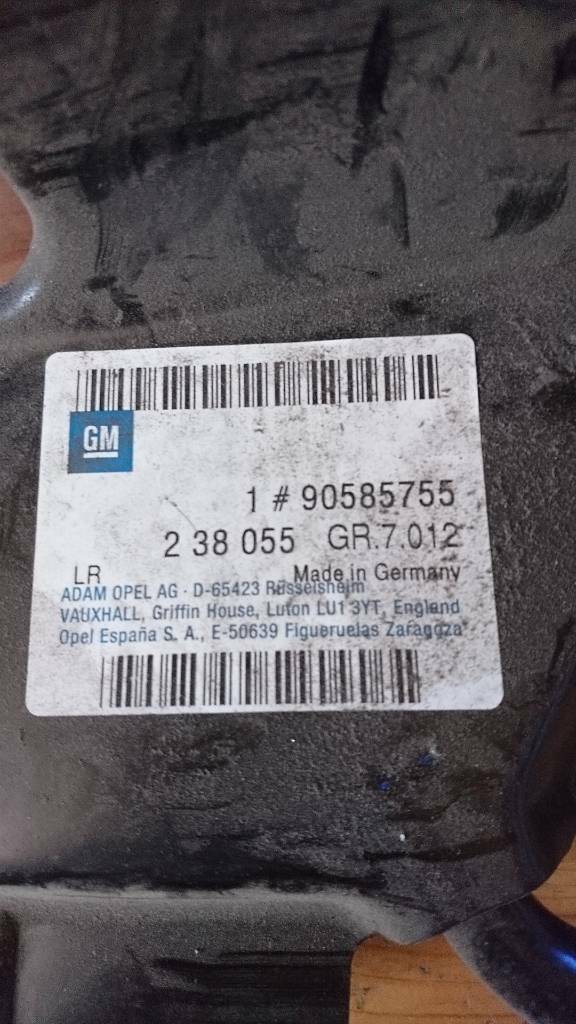 GM
1 # 90585755
2 38 055 GR.7.012
LR Made in Germany
ADAM OPEL AG · D-65423 Rüsselsheim
VAUXHALL, Griffin House, Luton LU1 3YT, England
Opel España S. A., E-50639 Figueruelas Zaragoza